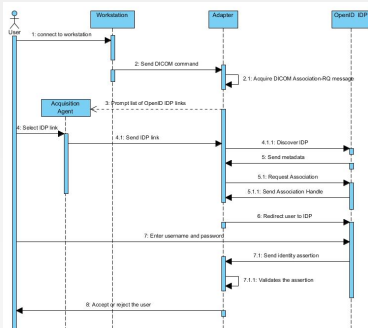 Workstation
Adapter
OpenID IDP
User
1: connect to workstation
2: Send DICOM command
2.1: Acquire DICOM Association-RQ message
Acquisition
Agent
3: Prompt list of OpenID IDP links
4: Select IDP link
4.1: Send IDP link
4.1.1: Discover IDP
5: Send metadata
5.1: Request Association
5.1.1: Send Association Handle
6: Redirect user to IDP
7: Enter username and password
7.1: Send identity assertion
7.1.1: Validates the assertion
8: Accept or reject the user